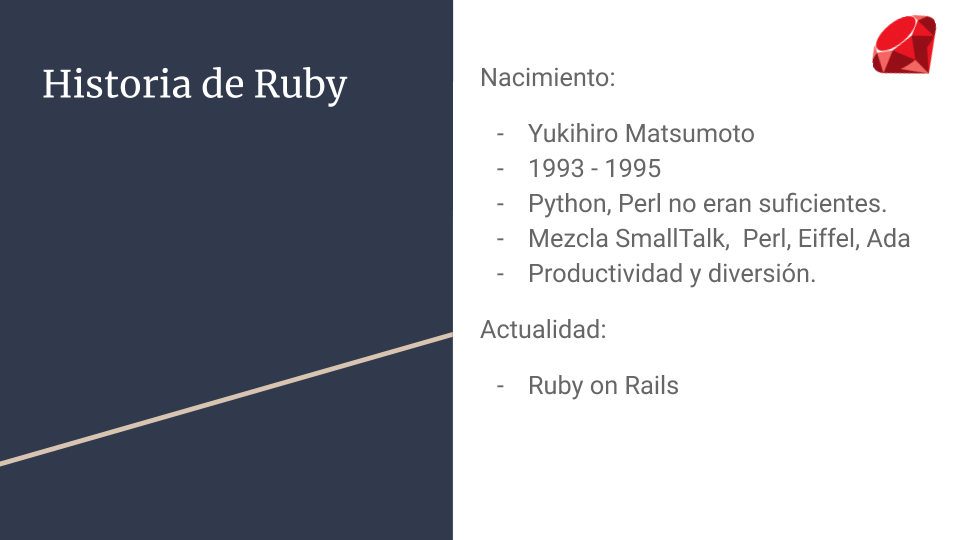 Historia de Ruby
Nacimiento:
- Yukihiro Matsumoto
- 1993 - 1995
- Python, Perl no eran suficientes.
- Mezcla SmallTalk,  Perl, Eiffel, Ada
- Productividad y diversión.
Actualidad:
- Ruby on Rails